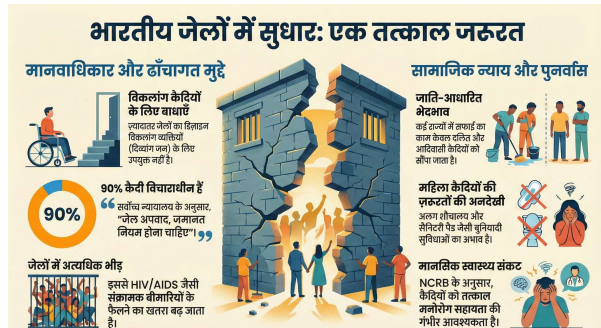 भारतीय जेलों में सुधार: एक तत्काल जरूरत
मानवाधिकार और ढाँचागत मुद्दे
विकलांग कैदियों
के लिए बाधाएँ
ज़्यादातर जेलों का डिज़ाइन
विकलांग व्यक्तियों
(दिव्यांग जन) के लिए
उपयुक्त नहीं है।
90%
90% कैदी विचाराधीन हैं
“सर्वोच्च न्यायालय के अनुसार,
“जेल अपवाद, जमानत
नियम होना चाहिए”।”
जेलों में अत्यधिक भीड़
इससे HIV/AIDS जैसी
संक्रामक बीमारियों के
फैलने का खतरा बढ़ जाता
है।
सामाजिक न्याय और पुनर्वास
जाति-आधारित
भेदभाव
कई राज्यों में सफाई का
काम केवल दलित और
आदिवासी कैदियों को
सौंपा जाता है।
महिला कैदियों की
ज़रूरतों की अनदेखी
अलग शौचालय और
सैनिटरी पैड जैसी बुनियादी
सुविधाओं का अभाव है।
मानसिक स्वास्थ्य संकट
NCRB के अनुसार,
कैदियों को तत्काल
मनोरोग सहायता की
गंभीर आवश्यकता है।